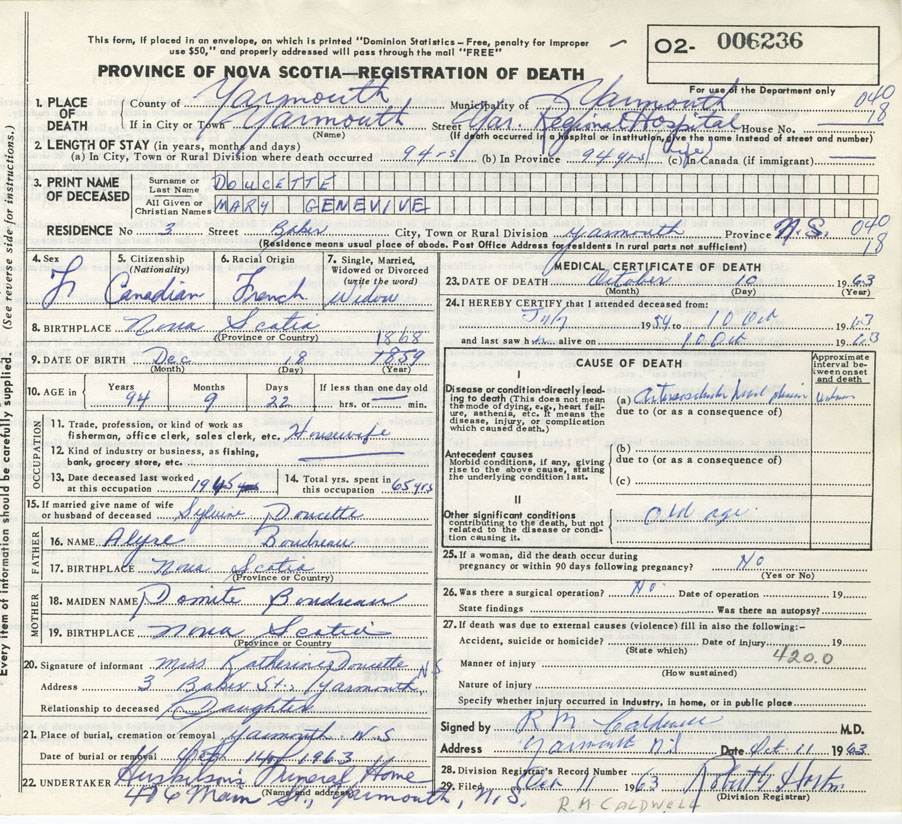 This form, if placed in an envelope, on which is printed "Dominion Statistics – Free, penalty for improper
use $50," and properly addressed will pass through the mail "FREE"
O2- 006236
For use of the Department only
PROVINCE OF NOVA SCOTIA—REGISTRATION OF DEATH
040
18
1. PLACE OF DEATH
County of Yarmouth Municipality of Yarmouth
If in City or Town Yarmouth Street Yar. Regional Hospital House No.
(Name) (If death occurred in a hospital or institution, give the name instead of street and number)
2. LENGTH OF STAY (in years, months and days)
(a) In City, Town or Rural Division where death occurred 94 rs (b) In Province 94 yrs (life) (c) In Canada (if immigrant)
3. PRINT NAME OF DECEASED
Surname or Last Name DOUCETTE
All Given or Christian Names MARY GENEVIVE
RESIDENCE No 3 Street Baker City, Town or Rural Division Yarmouth Province N.S. 040
18
(Residence means usual place of abode. Post Office Address for residents in rural parts not sufficient)
4. Sex F
5. Citizenship (Nationality) Canadian
6. Racial Origin French
7. Single, Married, Widowed or Divorced (write the word) Widow
8. BIRTHPLACE Nova Scotia
(Province or Country)
1868
9. DATE OF BIRTH Dec 18 1859
(Month) (Day) (Year)
10. AGE in Years 94 Months 9 Days 22 If less than one day old hrs. or min.
OCCUPATION
11. Trade, profession, or kind of work as
fisherman, office clerk, sales clerk, etc. Housewife
12. Kind of industry or business, as fishing,
bank, grocery store, etc.
13. Date deceased last worked at this occupation 1945
14. Total yrs. spent in this occupation 65 yrs
15. If married give name of wife
or husband of deceased Doucette
FATHER
16. NAME Boudreau
17. BIRTHPLACE Nova Scotia
(Province or Country)
MOTHER
18. MAIDEN NAME Domite Boudreau
19. BIRTHPLACE Nova Scotia
(Province or Country)
20. Signature of informant Miss Katherine Doucette
Address 3 Baker St., Yarmouth, N.S
Relationship to deceased Daughter
21. Place of burial, cremation or removal Yarmouth N.S
Date of burial or removal Oct 14 of 1963
22. UNDERTAKER Huskilson's Funeral Home
(Name and address)
406 Main St., Yarmouth, N.S.
MEDICAL CERTIFICATE OF DEATH
23. DATE OF DEATH October 10 1963
(Month) (Day) (Year)
24. I HEREBY CERTIFY that I attended deceased from:
1954 to 10 Oct 1963
and last saw h alive on 10 Oct 1963
CAUSE OF DEATH
Approximate interval between onset and death
I
Disease or condition directly leading to death (This does not mean the mode of dying, e.g., heart failure, asthenia, etc. It means the disease, injury, or complication which caused death.)
(a)
due to (or as a consequence of)
Antecedent causes
Morbid conditions, if any, giving rise to the above cause, stating the underlying condition last.
(b)
due to (or as a consequence of)
(c)
II
Other significant conditions contributing to the death, but not related to the disease or condition causing it.
old age
25. If a woman, did the death occur during
pregnancy or within 90 days following pregnancy? No
(Yes or No)
26. Was there a surgical operation? No. Date of operation 19
State findings Was there an autopsy?
27. If death was due to external causes (violence) fill in also the following:-
Accident, suicide or homicide? Date of injury 19
(State which)
420.0
Manner of injury
(How sustained)
Nature of injury
Specify whether injury occurred in Industry, in home, or in public place
Signed by R M Caldwell M.D.
Address Yarmouth Date Oct. 11 1963
28. Division Registrar's Record Number
29. Filed Oct 11 1963
(Division Registrar)
R.M. CALDWELL
Every item of information should be carefully supplied. (See reverse side for instructions.)